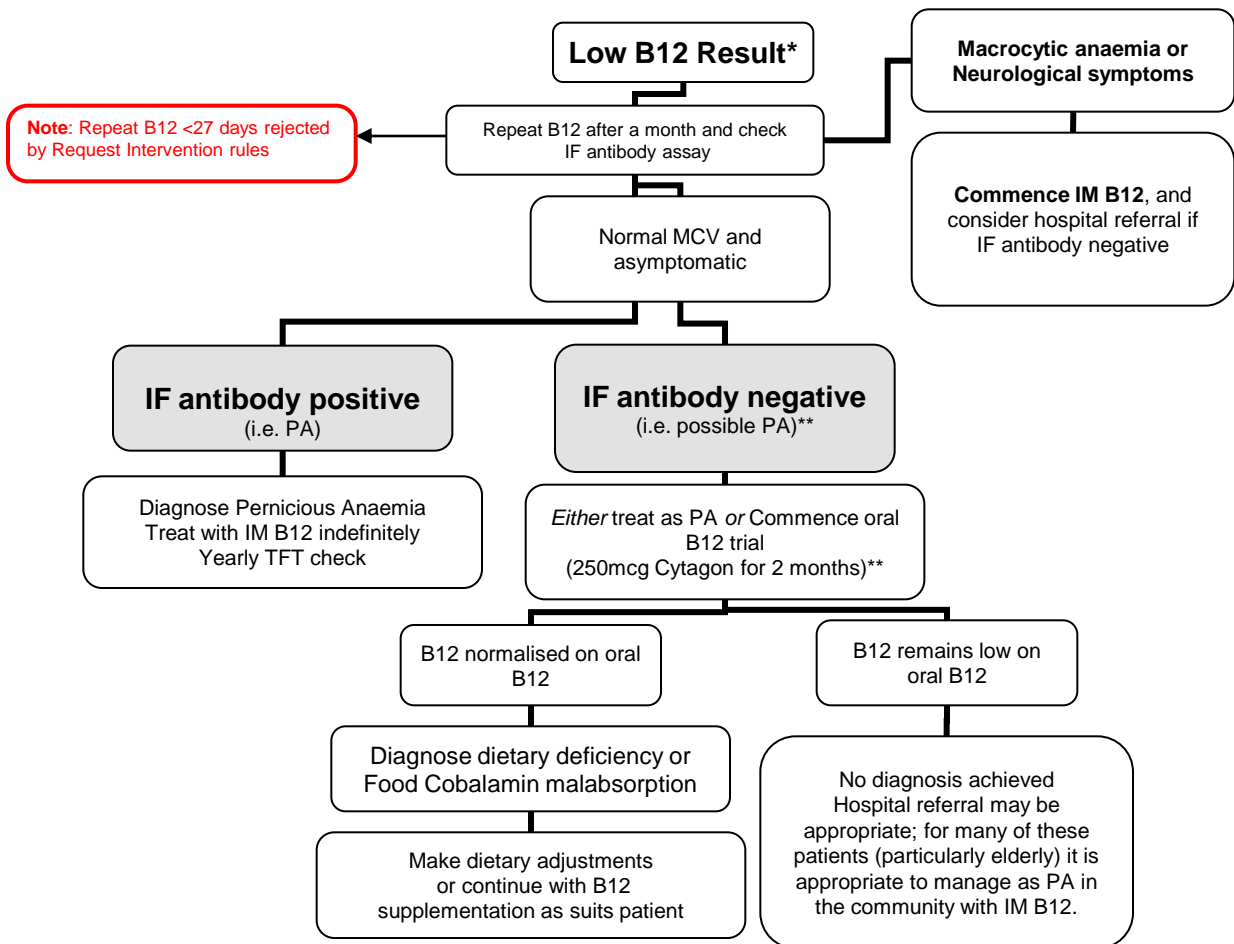 Low B12 Result*
Macrocytic anaemia or
Neurological symptoms
Note: Repeat B12 <27 days rejected
by Request Intervention rules
Repeat B12 after a month and check
IF antibody assay
Commence IM B12, and
consider hospital referral if
IF antibody negative
Normal MCV and
asymptomatic
IF antibody positive
(i.e. PA)
IF antibody negative
(i.e. possible PA)**
Diagnose Pernicious Anaemia
Treat with IM B12 indefinitely
Yearly TFT check
Either treat as PA or Commence oral
B12 trial
(250mcg Cytagon for 2 months)**
B12 normalised on oral
B12
B12 remains low on
oral B12
Diagnose dietary deficiency or
Food Cobalamin malabsorption
No diagnosis achieved
Hospital referral may be
appropriate; for many of these
patients (particularly elderly) it is
appropriate to manage as PA in
the community with IM B12.
Make dietary adjustments
or continue with B12
supplementation as suits patient